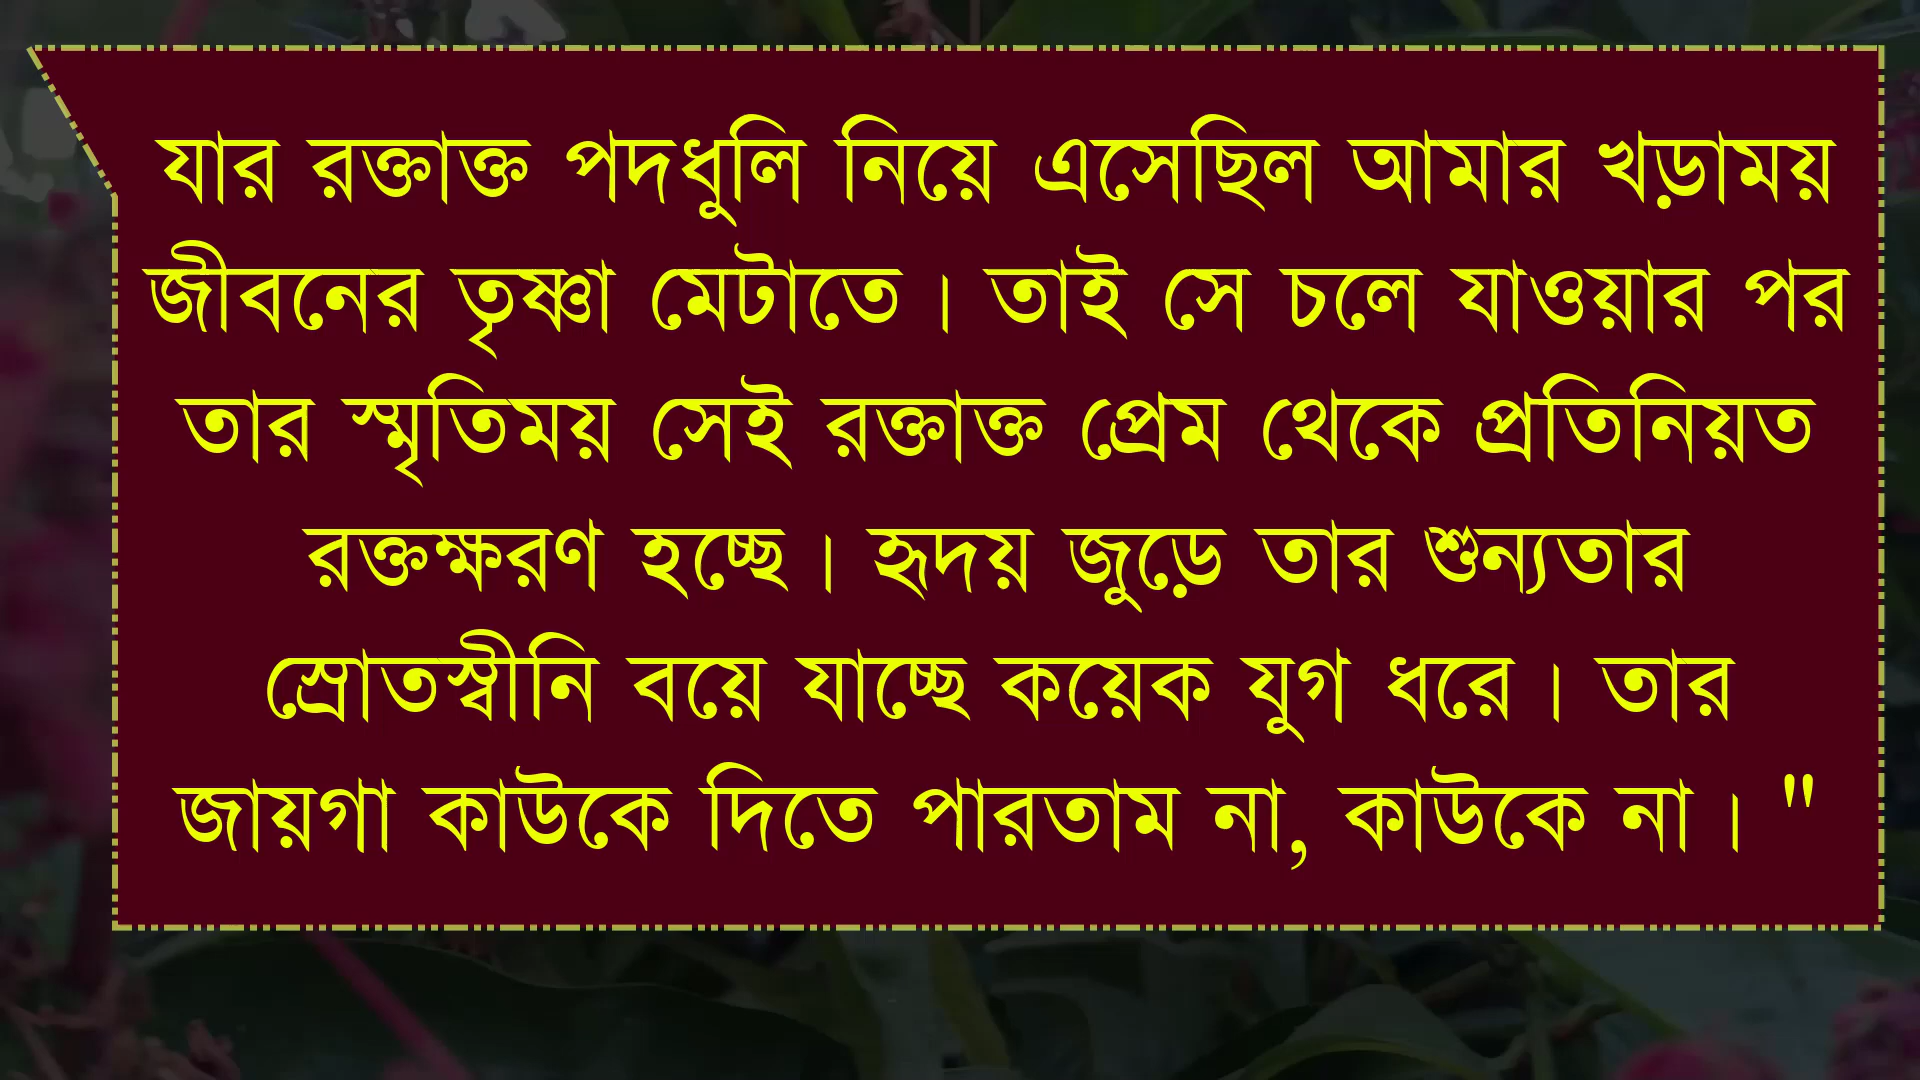 যার রক্তাক্ত পদধুলি নিয়ে এসেছিল আমার খড়াময়
জীবনের তৃষ্ণা মেটাতে। তাই সে চলে যাওয়ার পর
তার স্মৃতিময় সেই রক্তাক্ত প্রেম থেকে প্রতিনিয়ত
রক্তক্ষরণ হচ্ছে। হৃদয় জুড়ে তার শুন্যতার
স্রোতস্বীনি বয়ে যাচ্ছে কয়েক যুগ ধরে। তার
জায়গা কাউকে দিতে পারতাম না, কাউকে না। "